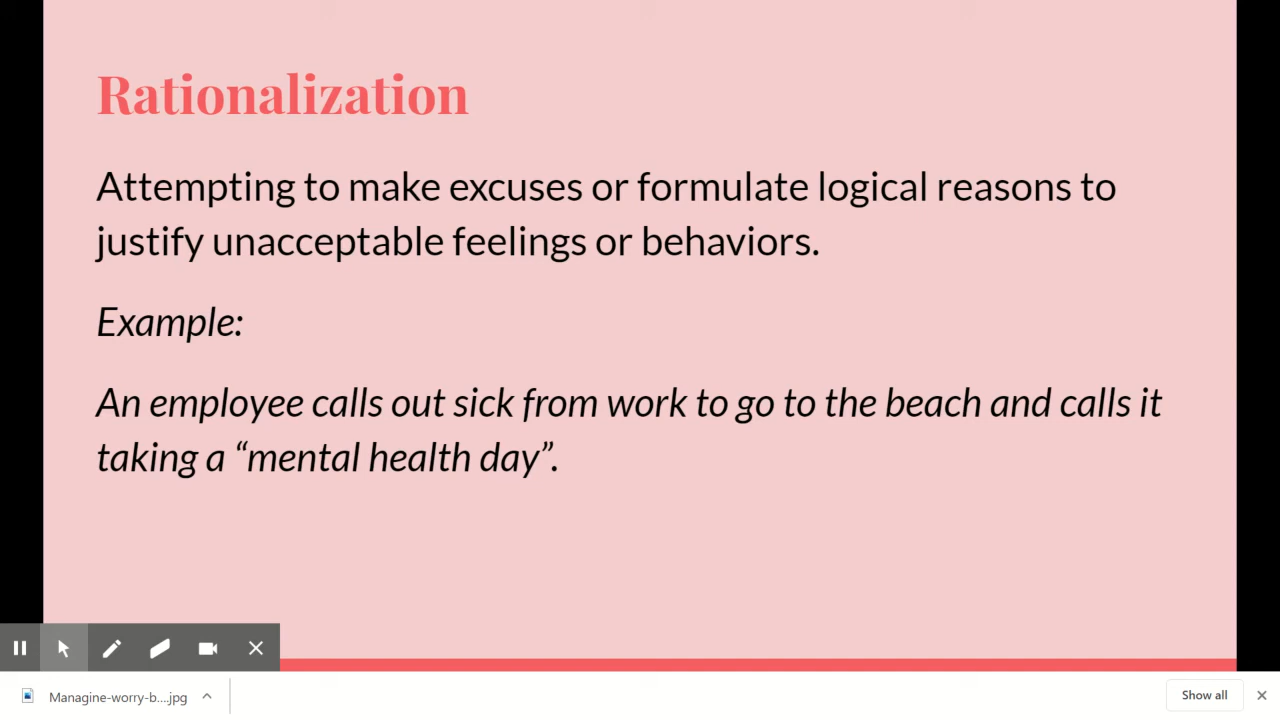 Rationalization
Attempting to make excuses or formulate logical reasons to
justify unacceptable feelings or behaviors.
Example:
An employee calls out sick from work to go to the beach and calls it
taking a “mental health day”.
Managine-worry-b....jpg
Show all